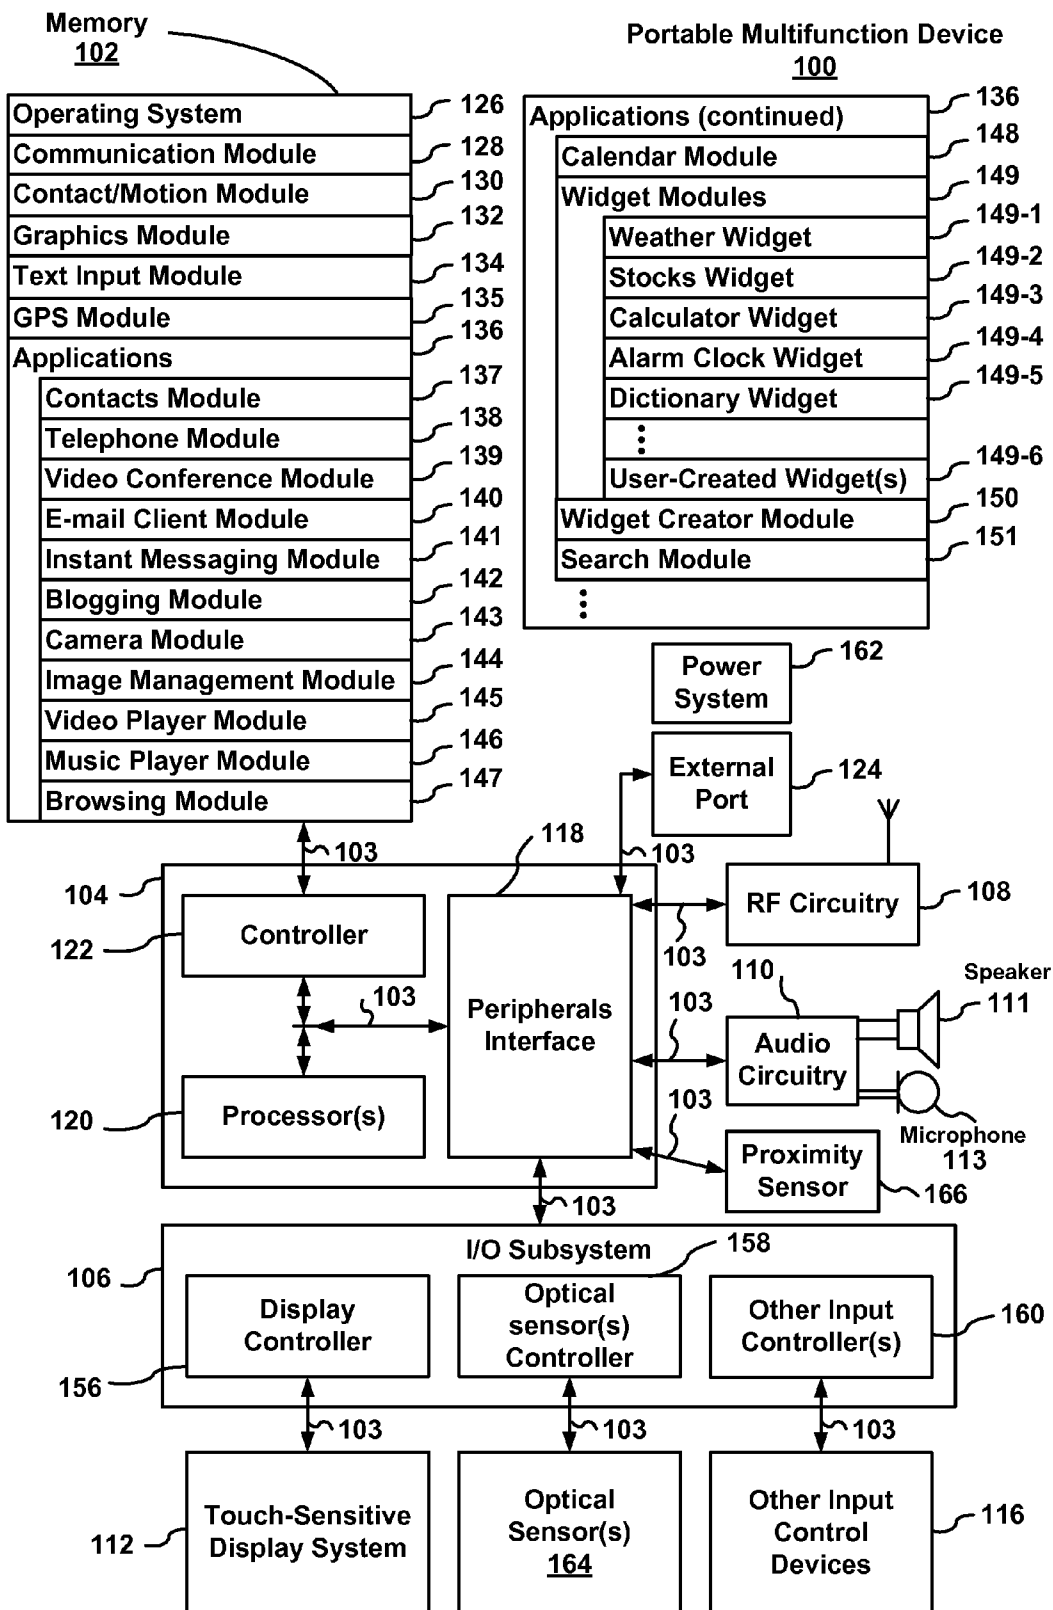 Memory
102
Portable Multifunction Device
100
Operating System
126
Communication Module
128
Contact/Motion Module
130
Graphics Module
132
Text Input Module
134
GPS Module
135
Applications
136
Contacts Module
137
Telephone Module
138
Video Conference Module
139
E-mail Client Module
140
Instant Messaging Module
141
Blogging Module
142
Camera Module
143
Image Management Module
144
Video Player Module
145
Music Player Module
146
Browsing Module
147
Applications (continued)
136
Calendar Module
148
Widget Modules
149
Weather Widget
149-1
Stocks Widget
149-2
Calculator Widget
149-3
Alarm Clock Widget
149-4
Dictionary Widget
149-5
User-Created Widget(s)
149-6
Widget Creator Module
150
Search Module
151
Power
System
162
External
Port
124
103
118
103
104
Controller
122
103
Peripherals
Interface
Processor(s)
120
RF Circuitry
108
103
110
Speaker
111
103
Audio
Circuitry
103
Microphone
113
Proximity
Sensor
166
103
I/O Subsystem
158
106
Display
Controller
156
Optical
sensor(s)
Controller
Other Input
Controller(s)
160
103
103
103
Touch-Sensitive
Display System
112
Optical
Sensor(s)
164
Other Input
Control
Devices
116